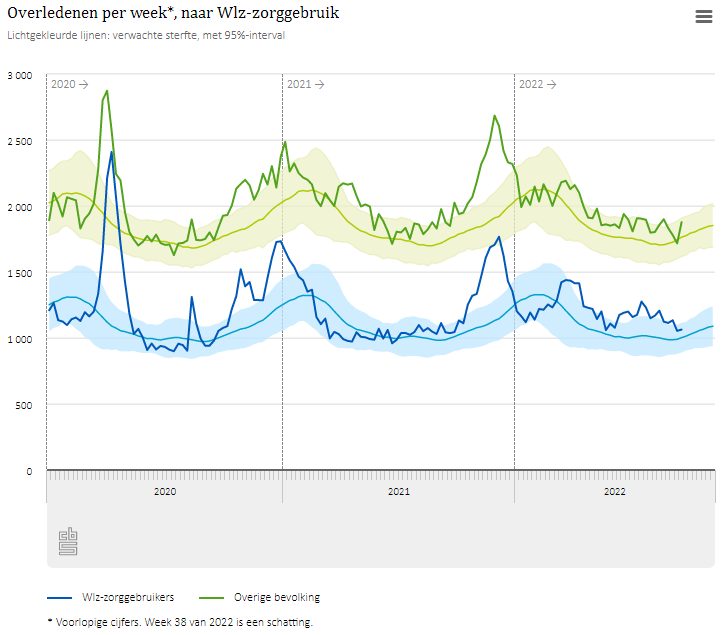 Overledenen per week*, naar Wlz-zorggebruik
Lichtgekleurde lijnen: verwachte sterfte, met 95%-interval
3 000
2020 → 2021 → 2022 →
2 500
2 000
1 500
1 000
500
0
2020 2021 2022
cbs
Wlz-zorggebruikers Overige bevolking
* Voorlopige cijfers. Week 38 van 2022 is een schatting.